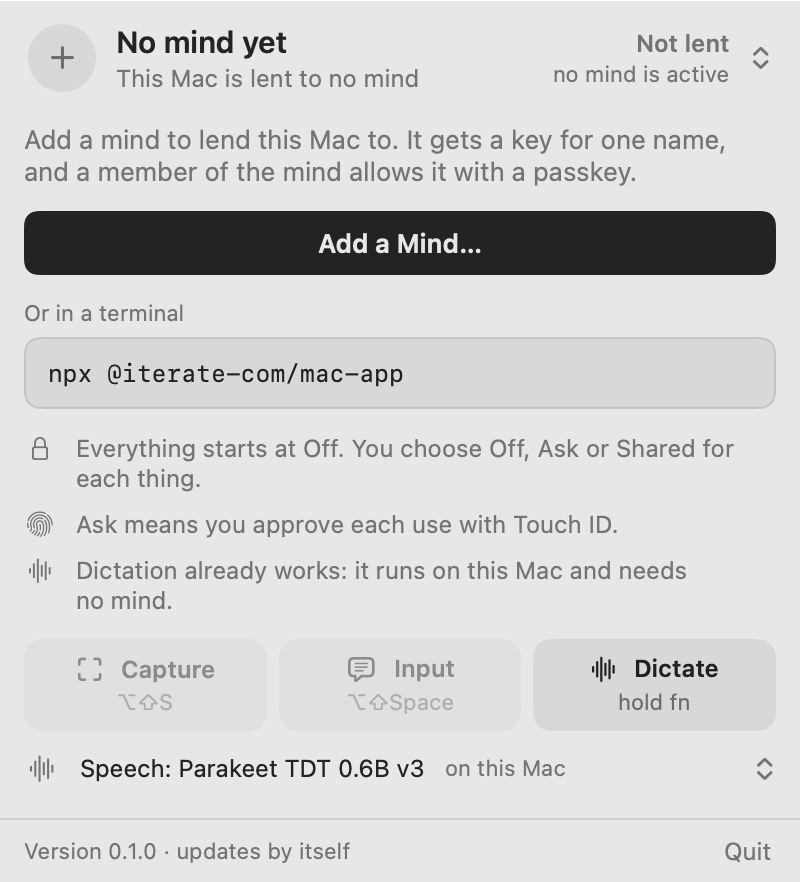 No mind yet
This Mac is lent to no mind
Not lent
no mind is active
Add a mind to lend this Mac to. It gets a key for one name,
and a member of the mind allows it with a passkey.
Add a Mind...
Or in a terminal
npx @iterate-com/mac-app
Everything starts at Off. You choose Off, Ask or Shared for
each thing.
Ask means you approve each use with Touch ID.
Dictation already works: it runs on this Mac and needs
no mind.
Capture
⌥⇧S
Input
⌥⇧Space
Dictate
hold fn
Speech: Parakeet TDT 0.6B v3 on this Mac
Version 0.1.0 · updates by itself
Quit